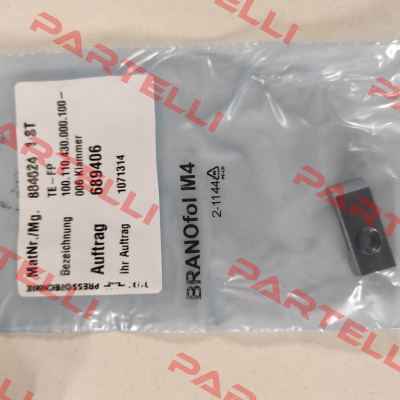 MatNr./Mg. 884624 1 ST
TE-FP
Bezeichnung 100.110.430.000.100-
006 Klammer
Auftrag 689406
Ihr Auftrag 1071314
BRANOfol M4
2-1144
PARTELLI
PARTELLI
PARTELLI
PARTELLI
PARTELLI